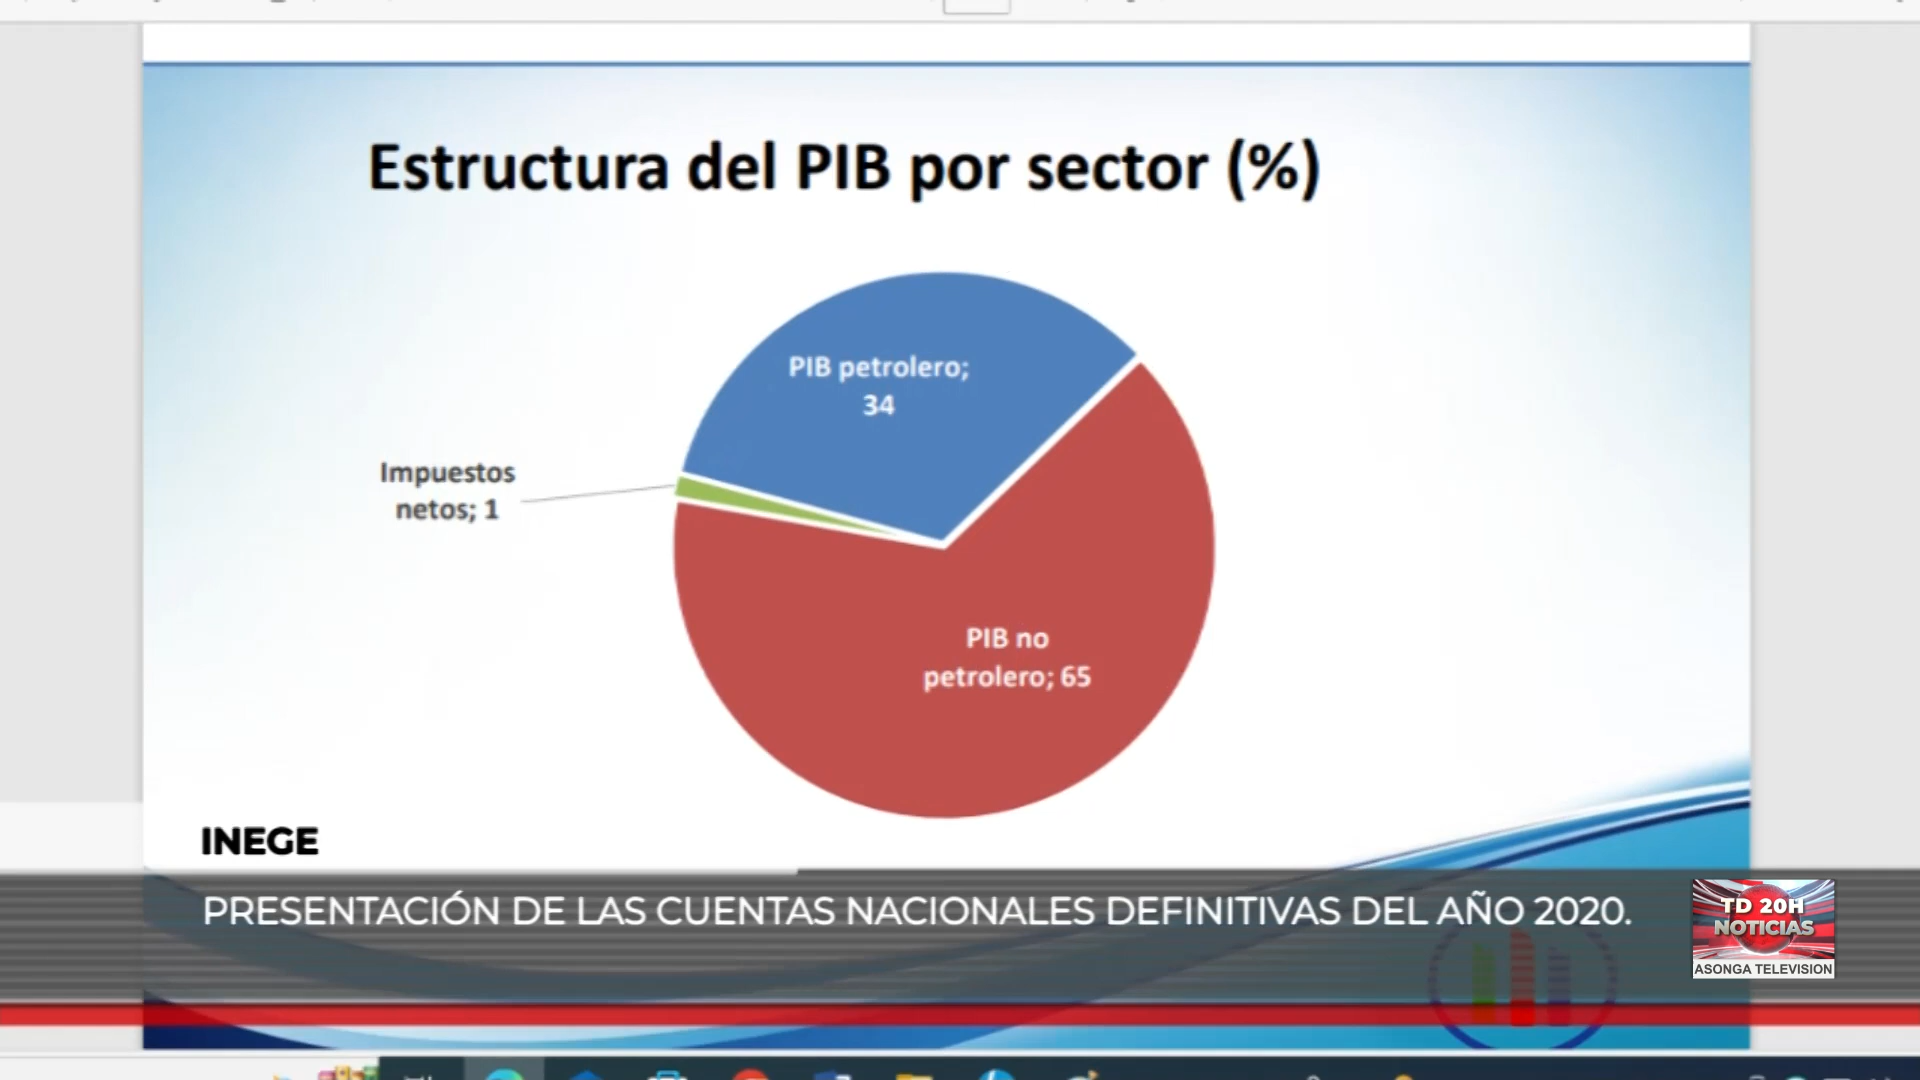 Estructura del PIB por sector (%)
PIB petrolero;
34
Impuestos
netos; 1
PIB no
petrolero; 65
INEGE
PRESENTACIÓN DE LAS CUENTAS NACIONALES DEFINITIVAS DEL AÑO 2020.
TD 20H
NOTICIAS
ASONGA TELEVISION